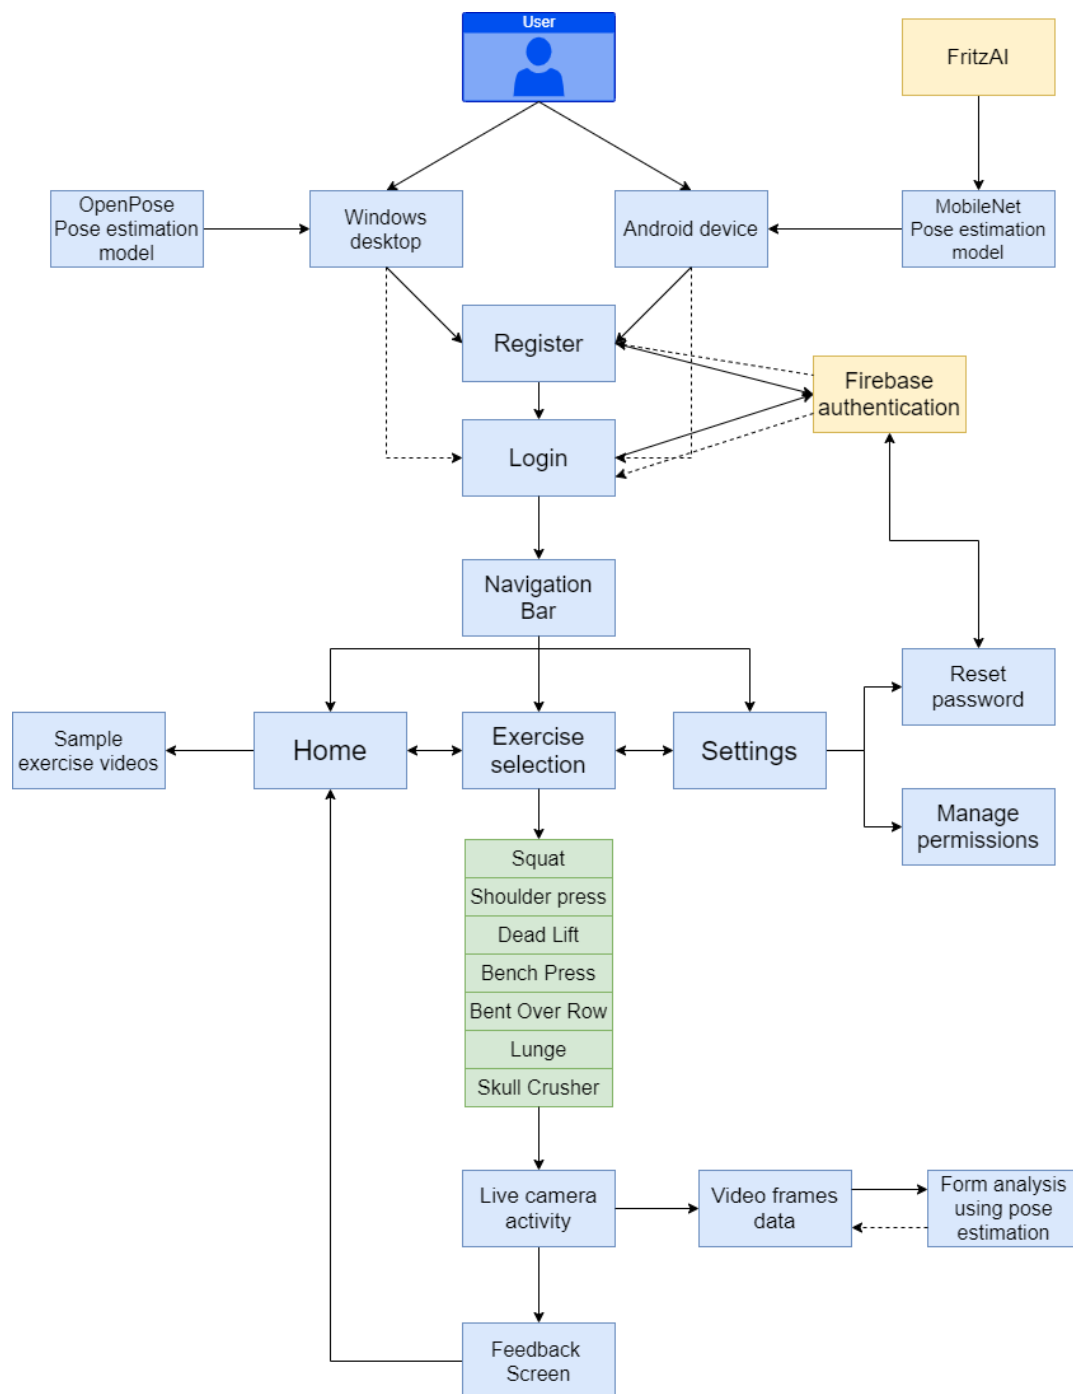 User
FritzAI
OpenPose
Pose estimation
model
Windows
desktop
Android device
MobileNet
Pose estimation
model
Register
Firebase
authentication
Login
Navigation
Bar
Reset
password
Sample
exercise videos
Home
Exercise
selection
Settings
Manage
permissions
Squat
Shoulder press
Dead Lift
Bench Press
Bent Over Row
Lunge
Skull Crusher
Live camera
activity
Video frames
data
Form analysis
using pose
estimation
Feedback
Screen